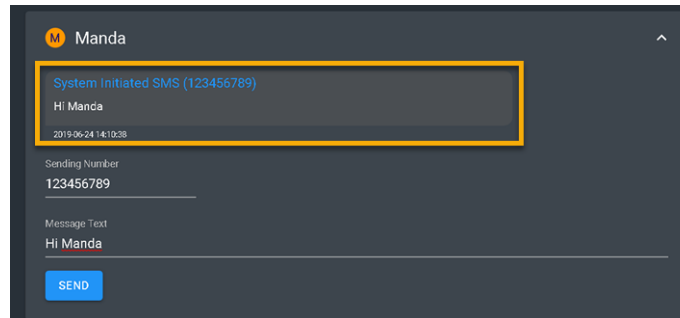 M Manda
System Initiated SMS (123456789)
Hi Manda
2019-06-24 14:10:38
Sending Number
123456789
Message Text
Hi Manda
SEND